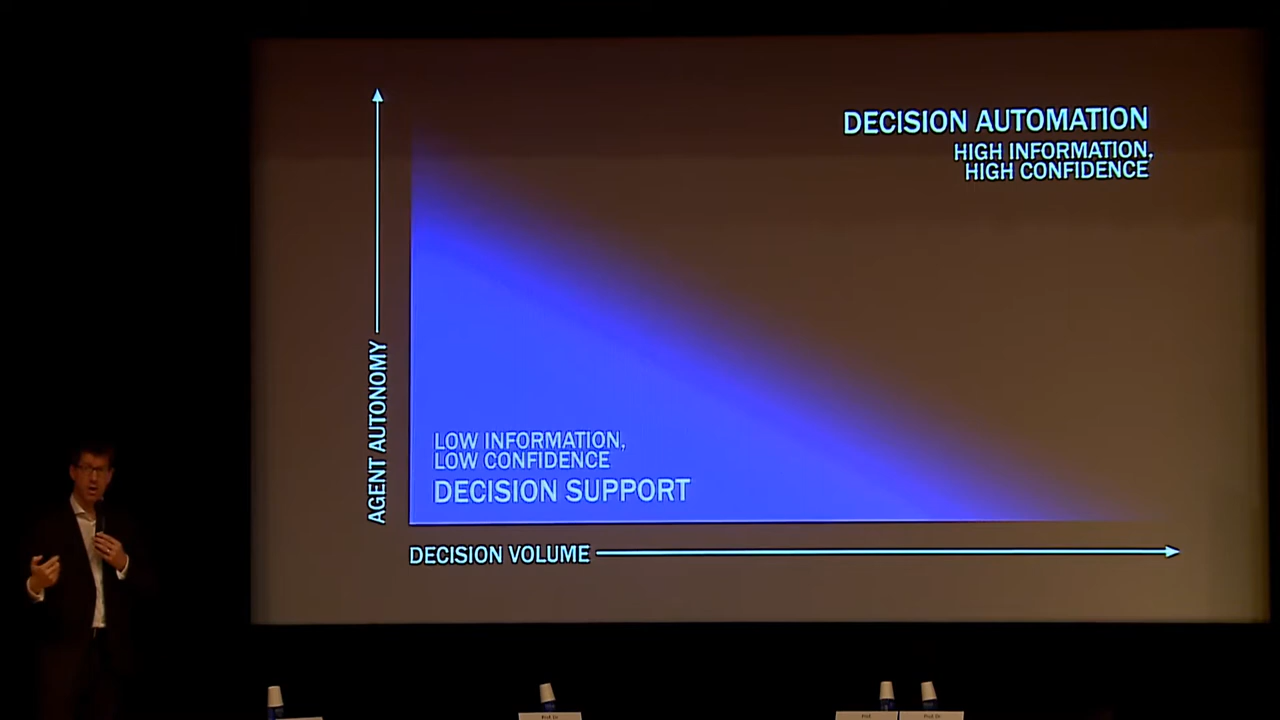 DECISION AUTOMATION
HIGH INFORMATION,
HIGH CONFIDENCE
AGENT AUTONOMY
LOW INFORMATION,
LOW CONFIDENCE
DECISION SUPPORT
DECISION VOLUME